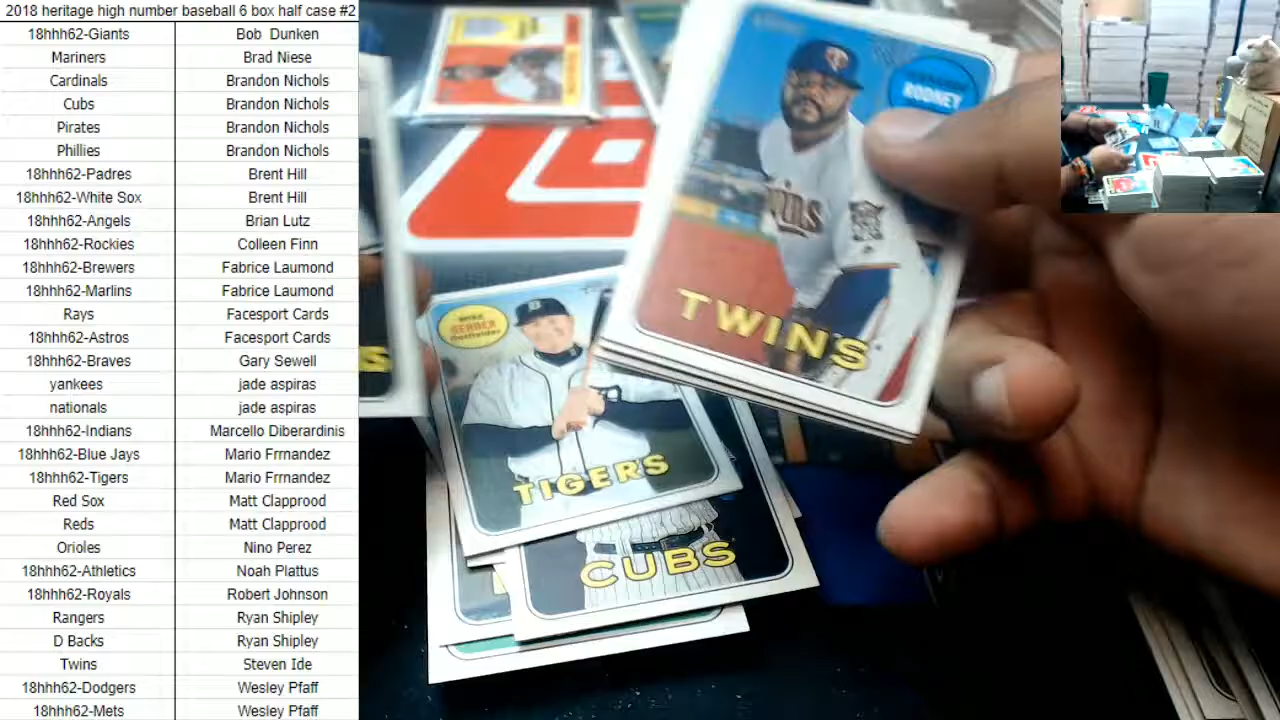 2018 heritage high number baseball 6 box half case #2
18hhh62-Giants Bob Dunken
Mariners Brad Niese
Cardinals Brandon Nichols
Cubs Brandon Nichols
Pirates Brandon Nichols
Phillies Brandon Nichols
18hhh62-Padres Brent Hill
18hhh62-White Sox Brent Hill
18hhh62-Angels Brian Lutz
18hhh62-Rockies Colleen Finn
18hhh62-Brewers Fabrice Laumond
18hhh62-Marlins Fabrice Laumond
Rays Facesport Cards
18hhh62-Astros Facesport Cards
18hhh62-Braves Gary Sewell
yankees jade aspiras
nationals jade aspiras
18hhh62-Indians Marcello Diberardinis
18hhh62-Blue Jays Mario Frrnandez
18hhh62-Tigers Mario Frrnandez
Red Sox Matt Clapprood
Reds Matt Clapprood
Orioles Nino Perez
18hhh62-Athletics Noah Plattus
18hhh62-Royals Robert Johnson
Rangers Ryan Shipley
D Backs Ryan Shipley
Twins Steven Ide
18hhh62-Dodgers Wesley Pfaff
18hhh62-Mets Wesley Pfaff
RODNEY
TWINS
MIKE
GERBER
Outfielder
TIGERS
CUBS